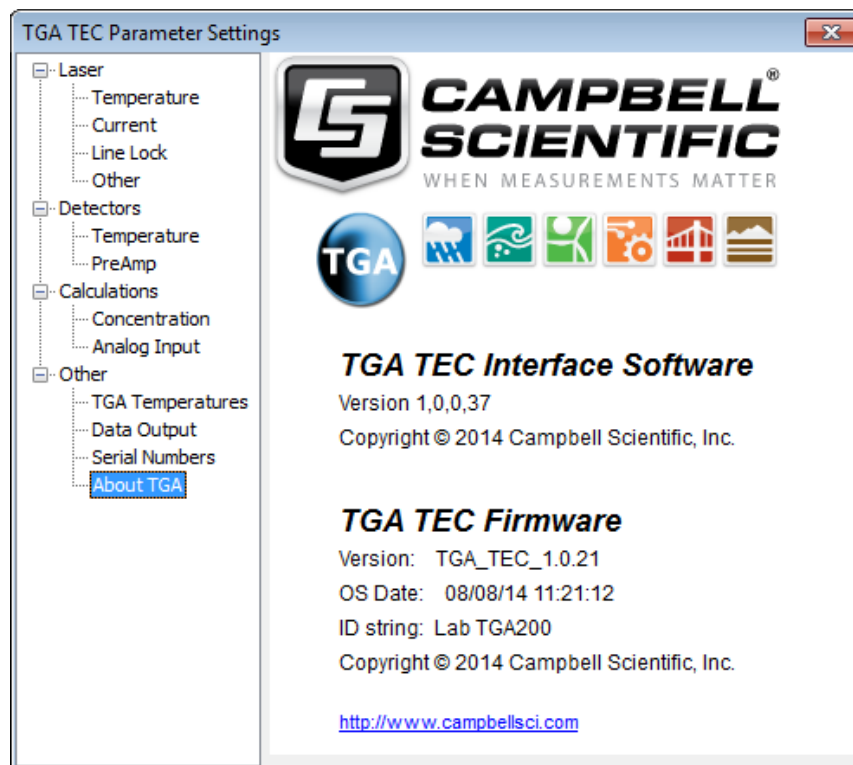 TGA TEC Parameter Settings
Laser
Temperature
Current
Line Lock
Other
Detectors
Temperature
PreAmp
Calculations
Concentration
Analog Input
Other
TGA Temperatures
Data Output
Serial Numbers
About TGA
CAMPBELL®
SCIENTIFIC
WHEN MEASUREMENTS MATTER
TGA
TGA TEC Interface Software
Version 1,0,0,37
Copyright © 2014 Campbell Scientific, Inc.
TGA TEC Firmware
Version: TGA_TEC_1.0.21
OS Date: 08/08/14 11:21:12
ID string: Lab TGA200
Copyright © 2014 Campbell Scientific, Inc.
http://www.campbellsci.com